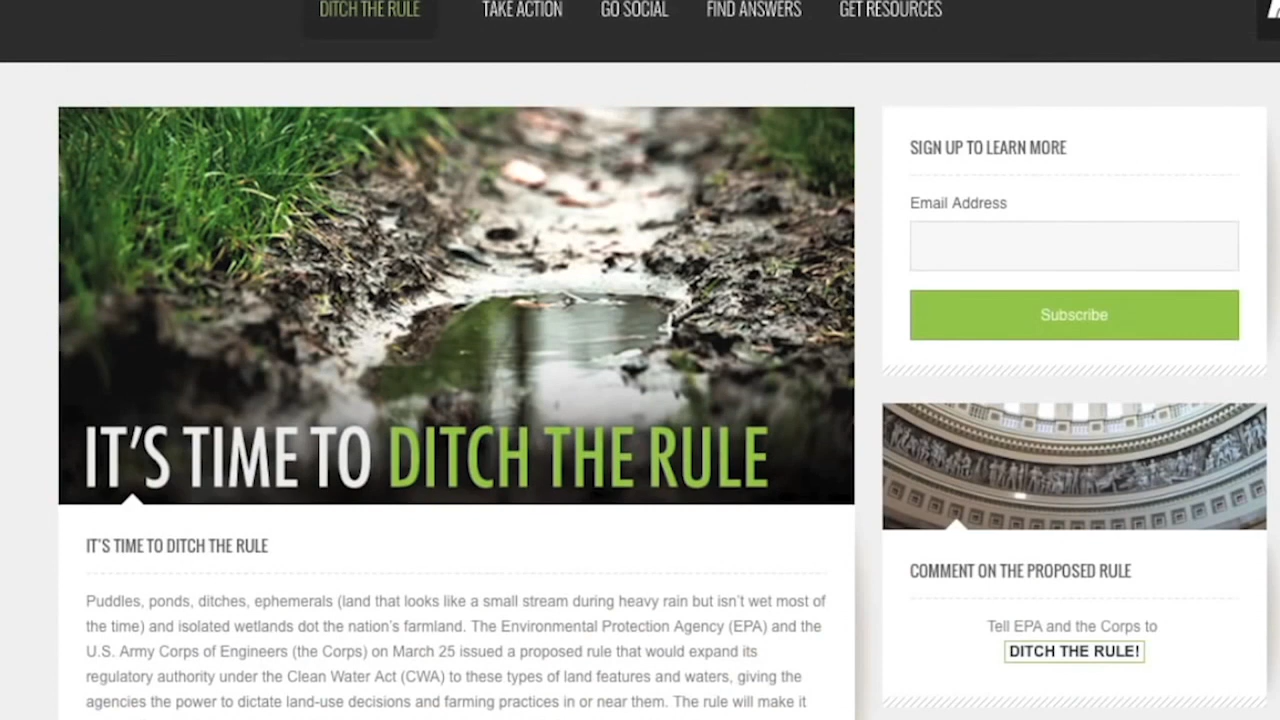 DITCH THE RULE TAKE ACTION GO SOCIAL FIND ANSWERS GET RESOURCES
IT'S TIME TO DITCH THE RULE
IT'S TIME TO DITCH THE RULE
Puddles, ponds, ditches, ephemerals (land that looks like a small stream during heavy rain but isn't wet most of
the time) and isolated wetlands dot the nation's farmland. The Environmental Protection Agency (EPA) and the
U.S. Army Corps of Engineers (the Corps) on March 25 issued a proposed rule that would expand its
regulatory authority under the Clean Water Act (CWA) to these types of land features and waters, giving the
agencies the power to dictate land-use decisions and farming practices in or near them. The rule will make it
SIGN UP TO LEARN MORE
Email Address
Subscribe
COMMENT ON THE PROPOSED RULE
Tell EPA and the Corps to
DITCH THE RULE!